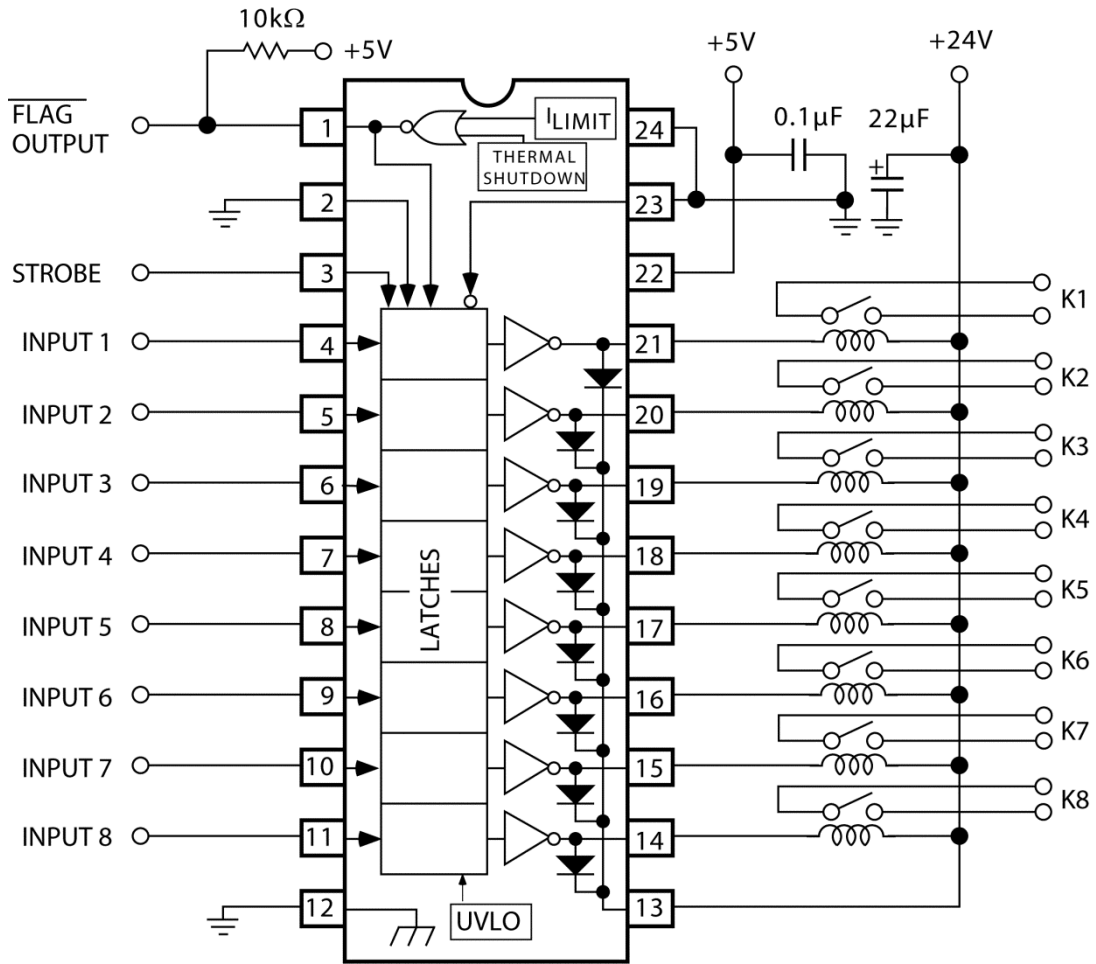 10kΩ
+5V
+5V
+24V
FLAG
OUTPUT
1
ILIMIT
THERMAL
SHUTDOWN
24
0.1µF
22µF
+
2
23
STROBE
3
22
K1
INPUT 1
4
21
K2
INPUT 2
5
20
K3
INPUT 3
6
19
K4
INPUT 4
7
LATCHES
18
K5
INPUT 5
8
17
K6
INPUT 6
9
16
K7
INPUT 7
10
15
K8
INPUT 8
11
14
12
UVLO
13